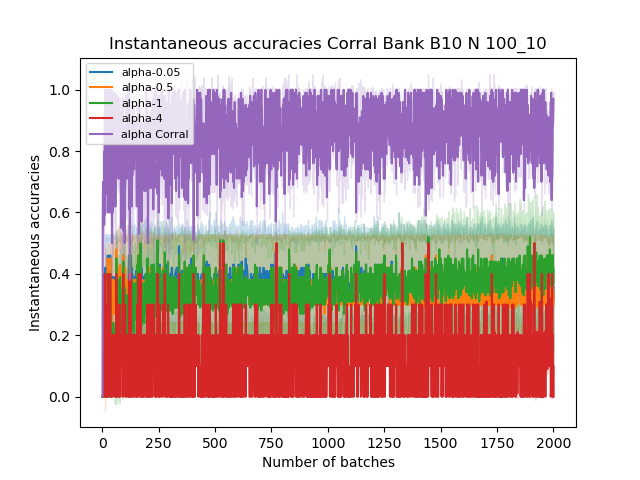 Instantaneous accuracies Corral Bank B10 N 100_10
alpha-0.05
alpha-0.5
alpha-1
alpha-4
alpha Corral
Instantaneous accuracies
1.0
0.8
0.6
0.4
0.2
0.0
0 250 500 750 1000 1250 1500 1750 2000
Number of batches